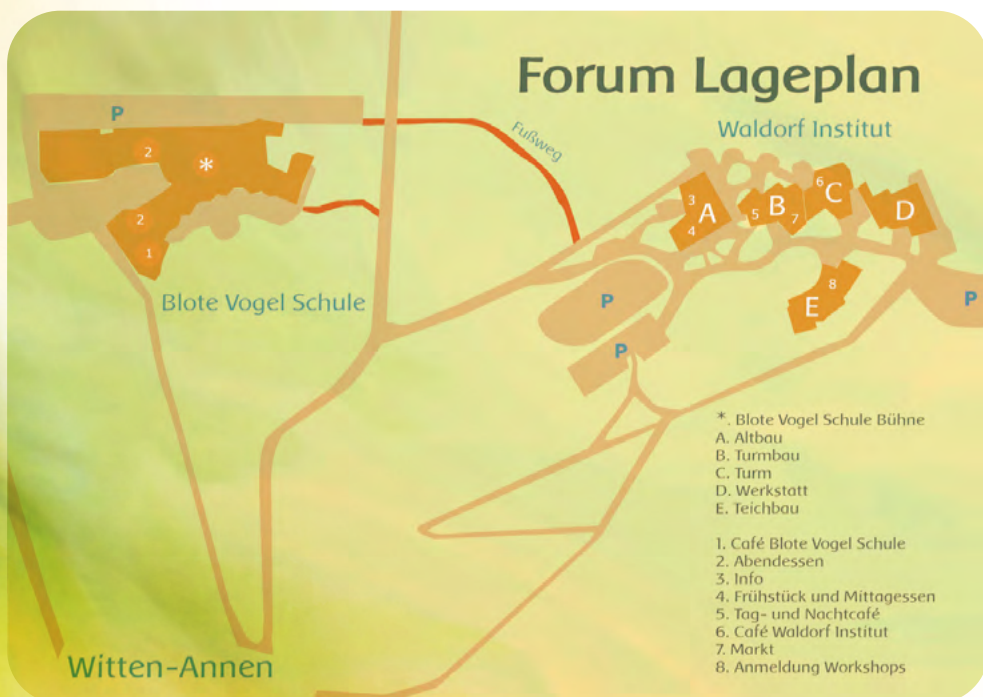 Forum Lageplan
Waldorf Institut
P
Fußweg
2
*
2
1
Blote Vogel Schule
3
A
4
5
B
7
6
C
D
8
E
P
P
P
*. Blote Vogel Schule Bühne
A. Altbau
B. Turmbau
C. Turm
D. Werkstatt
E. Teichbau
1. Café Blote Vogel Schule
2. Abendessen
3. Info
4. Frühstück und Mittagessen
5. Tag- und Nachtcafé
6. Café Waldorf Institut
7. Markt
8. Anmeldung Workshops
Witten-Annen